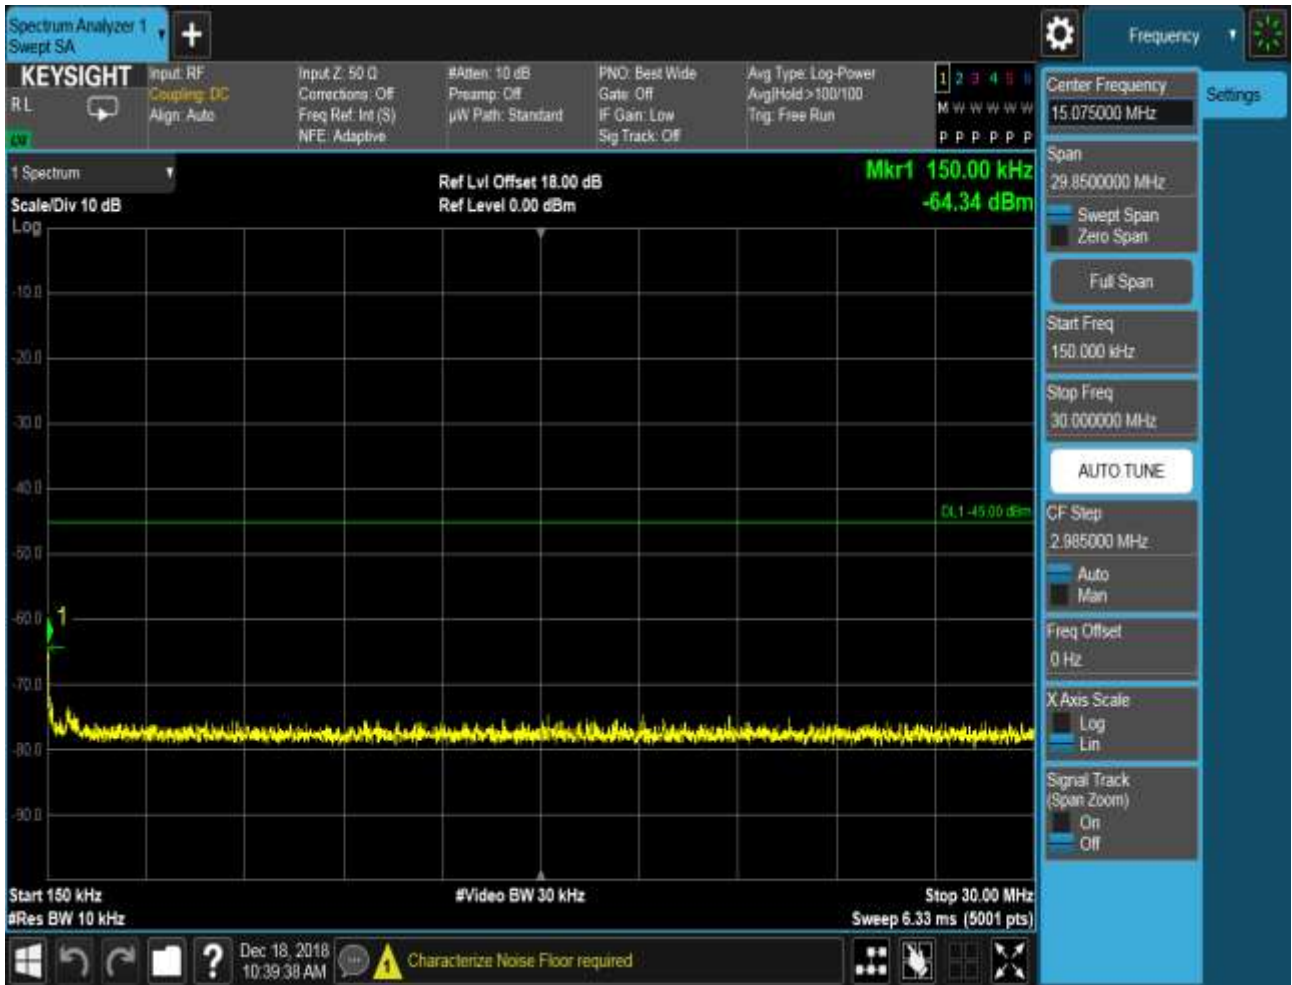 Spectrum Analyzer 1
Swept SA
Frequency
KEYSIGHT
RL
Input: RF
Coupling: DC
Align: Auto
Input Z: 50 Ω
Corrections: Off
Freq Ref: Int (S)
NFE: Adaptive
#Atten: 10 dB
Preamp: Off
µW Path: Standard
PNO: Best Wide
Gate: Off
IF Gain: Low
Sig Track: Off
Avg Type: Log-Power
Avg|Hold:>100/100
Trig: Free Run
1 2 3 4 5 6
M W W W W W
P P P P P P
1 Spectrum
Scale/Div 10 dB
Log
Ref Lvl Offset 18.00 dB
Ref Level 0.00 dBm
Mkr1 150.00 kHz
-64.34 dBm
-10.0
-20.0
-30.0
-40.0
DL1 -45.00 dBm
-50.0
-60.0
1
-70.0
-80.0
-90.0
Start 150 kHz
#Video BW 30 kHz
Stop 30.00 MHz
#Res BW 10 kHz
Sweep 6.33 ms (5001 pts)
Center Frequency
15.075000 MHz
Settings
Span
29.8500000 MHz
Swept Span
Zero Span
Full Span
Start Freq
150.000 kHz
Stop Freq
30.000000 MHz
AUTO TUNE
CF Step
2.985000 MHz
Auto
Man
Freq Offset
0 Hz
X Axis Scale
Log
Lin
Signal Track
(Span Zoom)
On
Off
?
Dec 18, 2018
10:39:38 AM
1
Characterize Noise Floor required